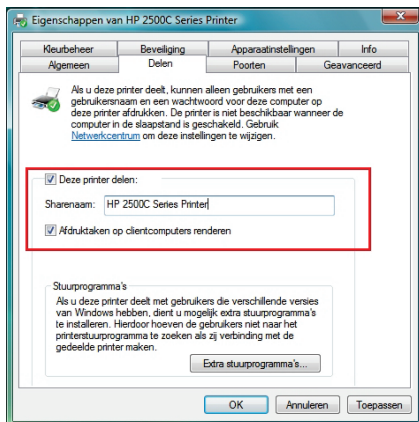 Eigenschappen van HP 2500C Series Printer
Kleurbeheer Beveiliging Apparaatinstellingen Info
Algemeen Delen Poorten Geavanceerd
Als u deze printer deelt, kunnen alleen gebruikers met een
gebruikersnaam en een wachtwoord voor deze computer op
deze printer afdrukken. De printer is niet beschikbaar wanneer de
computer in de slaapstand is geschakeld. Gebruik
Netwerkcentrum om deze instellingen te wijzigen.
Deze printer delen:
Sharenaam: HP 2500C Series Printer
Afdruktaken op clientcomputers renderen
Stuurprogramma's
Als u deze printer deelt met gebruikers die verschillende versies
van Windows hebben, dient u mogelijk extra stuurprogramma's
te installeren. Hierdoor hoeven de gebruikers niet naar het
printerstuurprogramma te zoeken als zij verbinding met de
gedeelde printer maken.
Extra stuurprogramma's...
OK Annuleren Toepassen